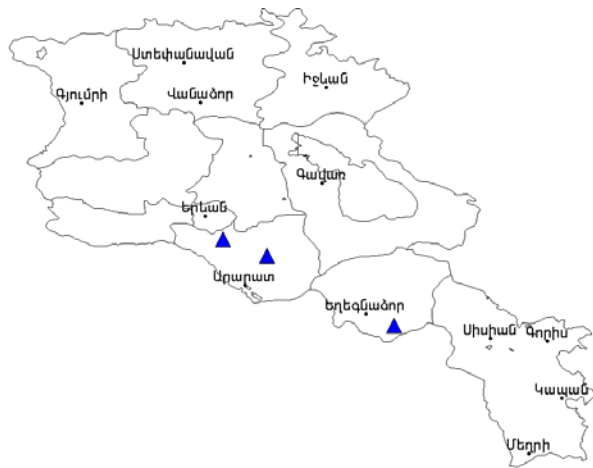 Ստեփանավան
Իջևան
Գյումրի
Վանաձոր
Գավառ
Երևան
Արարատ
Եղեգնաձոր
Սիսիան
Գորիս
Կապան
Մեղրի